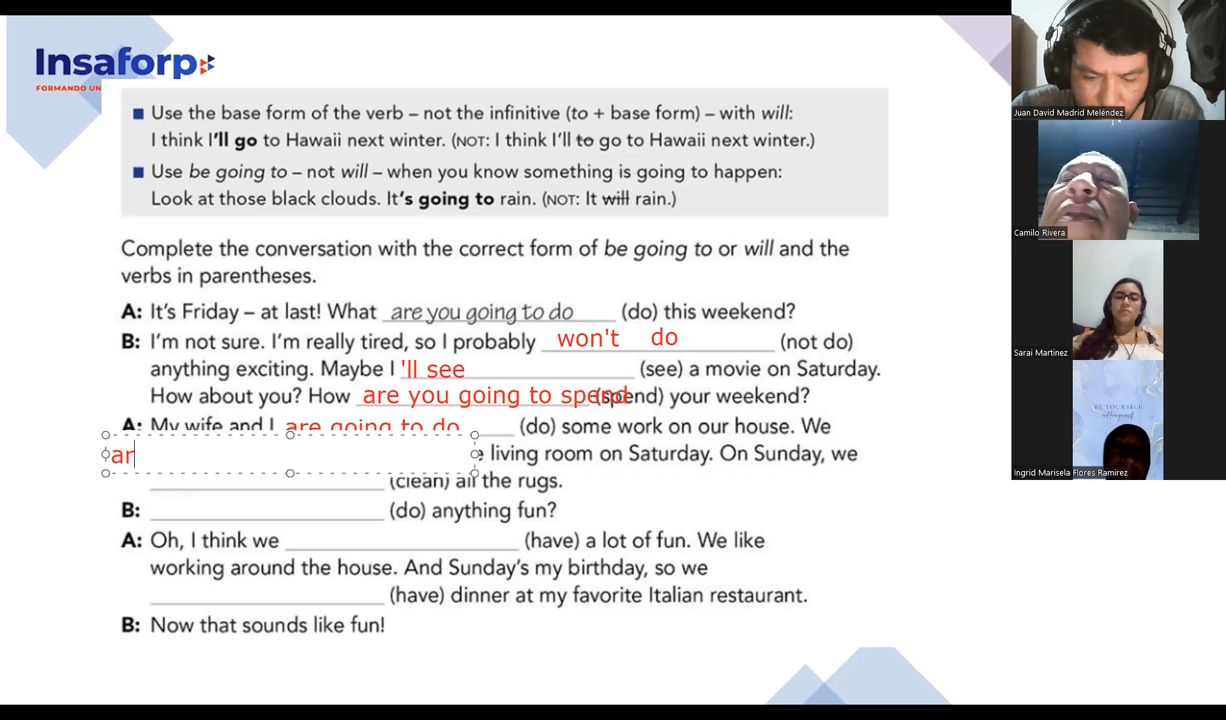 Insaforp
FORMANDO UN
■ Use the base form of the verb – not the infinitive (to + base form) – with will:
I think I'll go to Hawaii next winter. (NOT: I think I'll to go to Hawaii next winter.)
■ Use be going to – not will – when you know something is going to happen:
Look at those black clouds. It's going to rain. (NOT: It will rain.)
Complete the conversation with the correct form of be going to or will and the
verbs in parentheses.
A: It's Friday – at last! What are you going to do (do) this weekend?
B: I'm not sure. I'm really tired, so I probably won't do (not do)
anything exciting. Maybe I 'll see (see) a movie on Saturday.
How about you? How are you going to spend (spend) your weekend?
A: My wife and I are going to do (do) some work on our house. We
ar living room on Saturday. On Sunday, we
(clean) all the rugs.
B: (do) anything fun?
A: Oh, I think we (have) a lot of fun. We like
working around the house. And Sunday's my birthday, so we
(have) dinner at my favorite Italian restaurant.
B: Now that sounds like fun!
Juan David Madrid Meléndez
Camilo Rivera
Sarai Martinez
BE YOURSELF
Ingrid Marisela Flores Ramirez